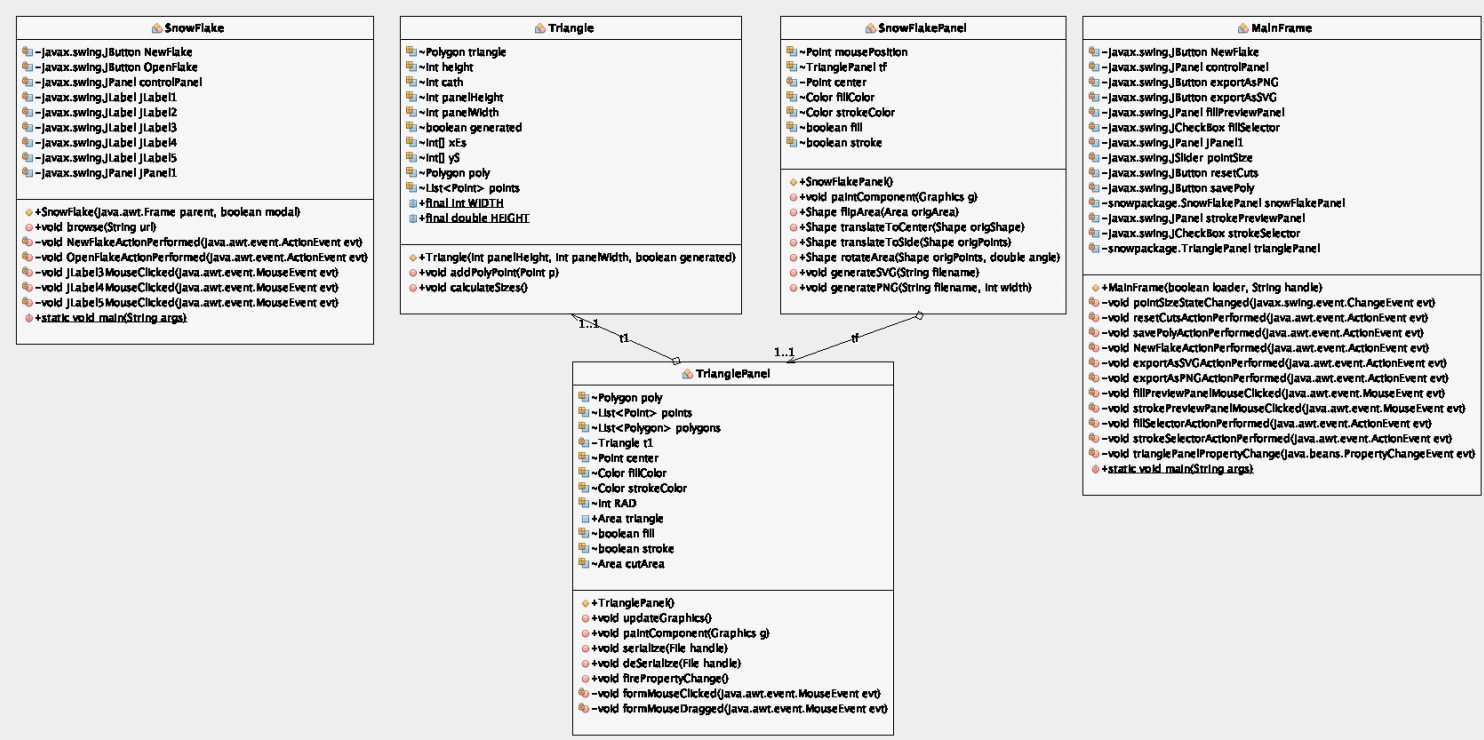 SnowFlake
-javax.swing.JButton NewFlake
-javax.swing.JButton OpenFlake
-javax.swing.JPanel controlPanel
-javax.swing.JLabel jLabel1
-javax.swing.JLabel jLabel2
-javax.swing.JLabel jLabel3
-javax.swing.JLabel jLabel4
-javax.swing.JLabel jLabel5
-javax.swing.JPanel jPanel1
+SnowFlake(java.awt.Frame parent, boolean modal)
+void browse(String url)
-void NewFlakeActionPerformed(java.awt.event.ActionEvent evt)
-void OpenFlakeActionPerformed(java.awt.event.ActionEvent evt)
-void jLabel3MouseClicked(java.awt.event.MouseEvent evt)
-void jLabel4MouseClicked(java.awt.event.MouseEvent evt)
-void jLabel5MouseClicked(java.awt.event.MouseEvent evt)
+static void main(String args)
Triangle
~Polygon triangle
~int height
~int cath
~int panelHeight
~int panelWidth
~boolean generated
~int[] xEs
~int[] yS
~Polygon poly
~List<Point> points
+final int WIDTH
+final double HEIGHT
+Triangle(int panelHeight, int panelWidth, boolean generated)
+void addPolyPoint(Point p)
+void calculateSizes()
SnowFlakePanel
~Point mousePosition
~TrianglePanel tf
-Point center
~Color fillColor
~Color strokeColor
~boolean fill
~boolean stroke
+SnowFlakePanel()
+void paintComponent(Graphics g)
+Shape flipArea(Area origArea)
+Shape translateToCenter(Shape origShape)
+Shape translateToSide(Shape origPoints)
+Shape rotateArea(Shape origPoints, double angle)
+void generateSVG(String filename)
+void generatePNG(String filename, int width)
MainFrame
-javax.swing.JButton NewFlake
-javax.swing.JPanel controlPanel
-javax.swing.JButton exportAsPNG
-javax.swing.JButton exportAsSVG
-javax.swing.JPanel fillPreviewPanel
-javax.swing.JCheckBox fillSelector
-javax.swing.JPanel jPanel1
-javax.swing.JSlider pointSize
-javax.swing.JButton resetCuts
-javax.swing.JButton savePoly
-snowpackage.SnowFlakePanel snowFlakePanel
-javax.swing.JPanel strokePreviewPanel
-javax.swing.JCheckBox strokeSelector
-snowpackage.TrianglePanel trianglePanel
+MainFrame(boolean loader, String handle)
-void pointSizeStateChanged(javax.swing.event.ChangeEvent evt)
-void resetCutsActionPerformed(java.awt.event.ActionEvent evt)
-void savePolyActionPerformed(java.awt.event.ActionEvent evt)
-void NewFlakeActionPerformed(java.awt.event.ActionEvent evt)
-void exportAsSVGActionPerformed(java.awt.event.ActionEvent evt)
-void exportAsPNGActionPerformed(java.awt.event.ActionEvent evt)
-void fillPreviewPanelMouseClicked(java.awt.event.MouseEvent evt)
-void strokePreviewPanelMouseClicked(java.awt.event.MouseEvent evt)
-void fillSelectorActionPerformed(java.awt.event.ActionEvent evt)
-void strokeSelectorActionPerformed(java.awt.event.ActionEvent evt)
-void trianglePanelPropertyChange(java.beans.PropertyChangeEvent evt)
+static void main(String args)
1..1
t1
tf
1..1
TrianglePanel
~Polygon poly
~List<Point> points
~List<Polygon> polygons
-Triangle t1
~Point center
~Color fillColor
~Color strokeColor
~int RAD
+Area triangle
~boolean fill
~boolean stroke
~Area cutArea
+TrianglePanel()
+void updateGraphics()
+void paintComponent(Graphics g)
+void serialize(File handle)
+void deSerialize(File handle)
+void firePropertyChange()
-void formMouseClicked(java.awt.event.MouseEvent evt)
-void formMouseDragged(java.awt.event.MouseEvent evt)